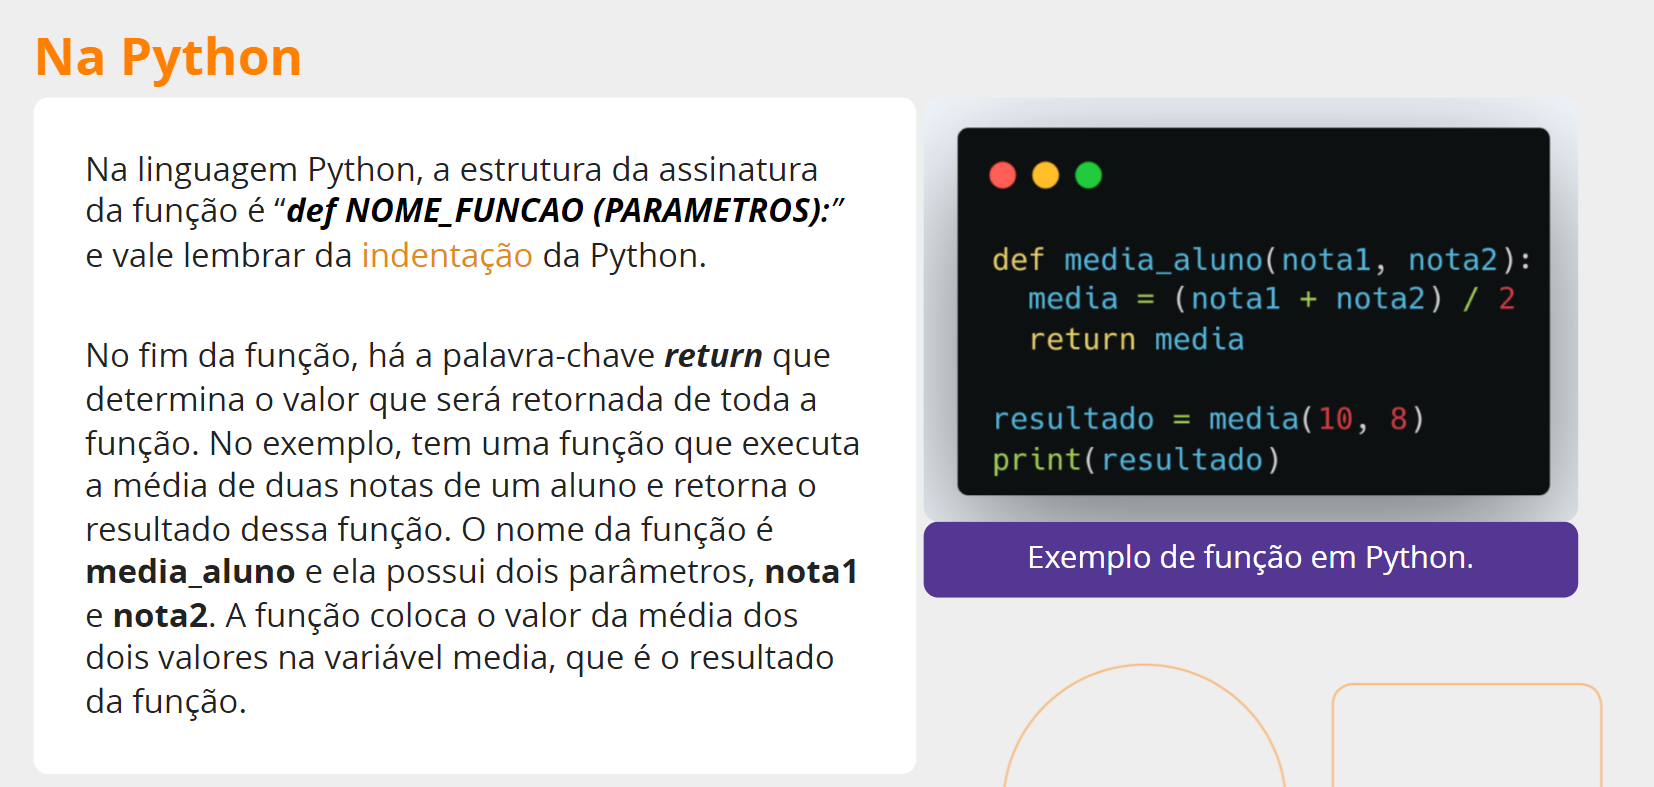 Na Python
Na linguagem Python, a estrutura da assinatura
da função é “def NOME_FUNCAO (PARAMETROS):”
e vale lembrar da indentação da Python.
No fim da função, há a palavra-chave return que
determina o valor que será retornada de toda a
função. No exemplo, tem uma função que executa
a média de duas notas de um aluno e retorna o
resultado dessa função. O nome da função é
media_aluno e ela possui dois parâmetros, nota1
e nota2. A função coloca o valor da média dos
dois valores na variável media, que é o resultado
da função.
def media_aluno(nota1, nota2):
  media = (nota1 + nota2) / 2
  return media
resultado = media(10, 8)
print(resultado)
Exemplo de função em Python.